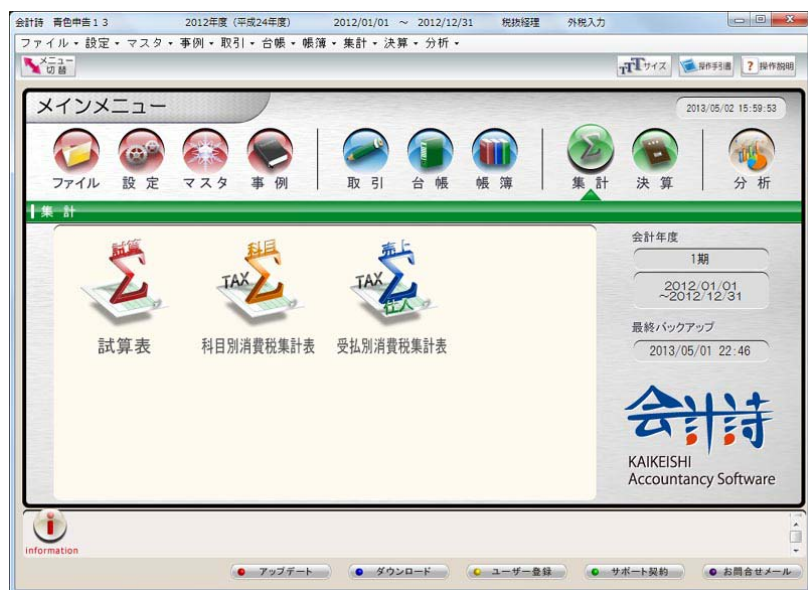 会計詩 青色申告13 2012年度（平成24年度） 2012/01/01 ～ 2012/12/31 税抜経理 外税入力
ファイル・設定・マスタ・事例・取引・台帳・帳簿・集計・決算・分析・
メニュー
切替
TTサイズ 操作手引書 ? 操作説明
メインメニュー
2013/05/02 15:59:53
ファイル 設定 マスタ 事例 取引 台帳 帳簿 集計 決算 分析
集計
試算
科目
TAX
売上
TAX
仕入
試算表 科目別消費税集計表 受払別消費税集計表
会計年度
1期
2012/01/01
～2012/12/31
最終バックアップ
2013/05/01 22:46
会計詩
KAIKEISHI
Accountancy Software
information
アップデート ダウンロード ユーザー登録 サポート契約 お問合せメール